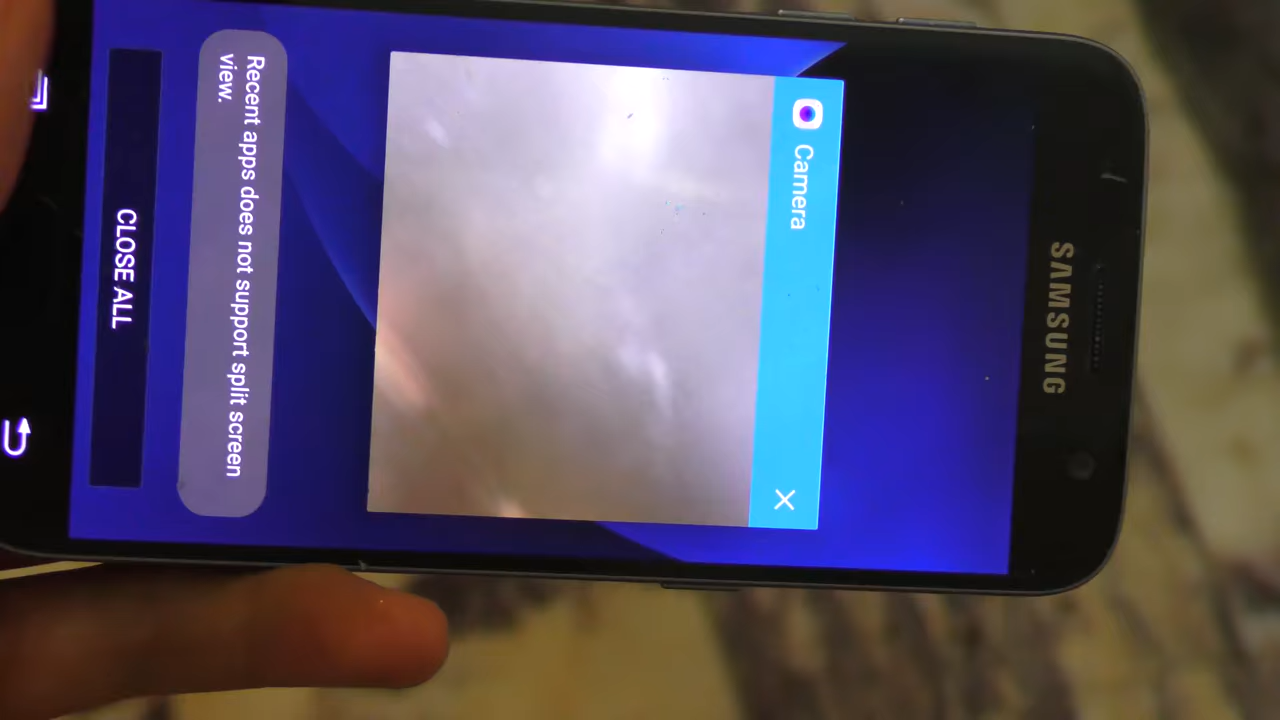 SAMSUNG
Camera
Recent apps does not support split screen
view.
CLOSE ALL